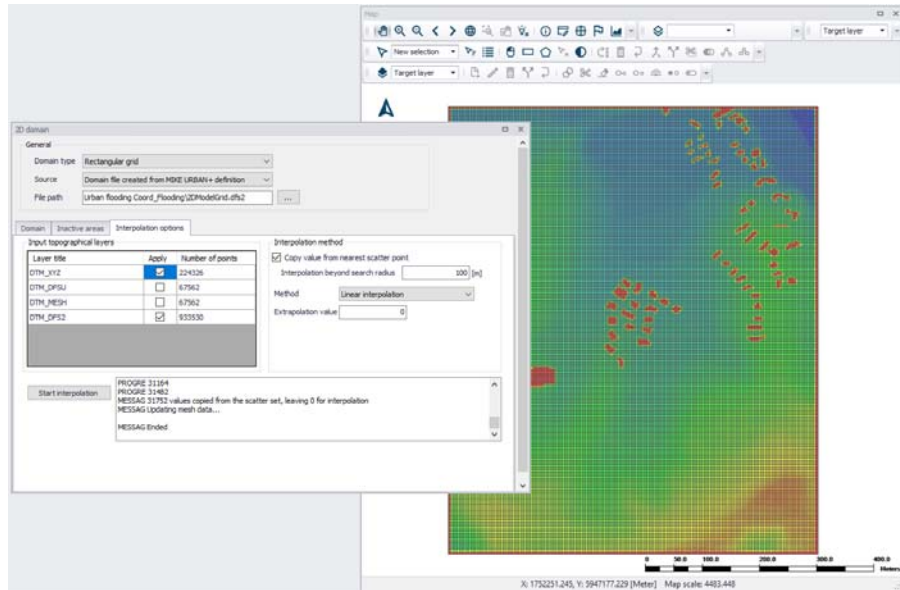 Map
New selection
Target layer
Target layer
2D domain
General
Domain type Rectangular grid
Source Domain file created from MIKE URBAN+ definition
File path Urban flooding Coord_Flooding\2DModelGrid.dfs2 ...
Domain Inactive areas Interpolation options
Input topographical layers
Layer title Apply Number of points
DTM_XYZ 224326
DTM_DFSU 67562
DTM_MESH 67562
DTM_DFS2 933530
Interpolation method
Copy value from nearest scatter point
Interpolation beyond search radius 100 [m]
Method Linear interpolation
Extrapolation value 0
Start interpolation
PROGRE 31164
PROGRE 31482
MESSAG 31752 values copied from the scatter set, leaving 0 for interpolation
MESSAG Updating mesh data...
MESSAG Ended
0 50.0 100.0 200.0 300.0 400.0
Meters
X: 1752251.245, Y: 5947177.229 [Meter] Map scale: 4483.448